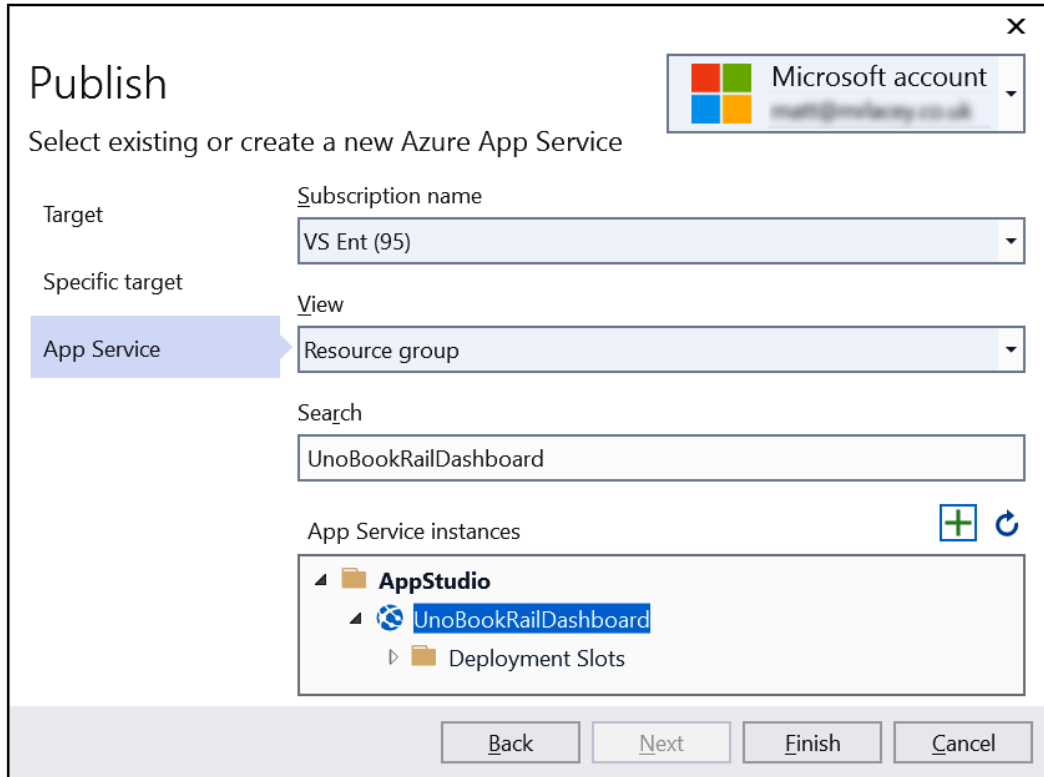 Publish
Microsoft account
Select existing or create a new Azure App Service
Target
Specific target
App Service
Subscription name
VS Ent (95)
View
Resource group
Search
UnoBookRailDashboard
App Service instances
AppStudio
UnoBookRailDashboard
Deployment Slots
Back
Next
Finish
Cancel